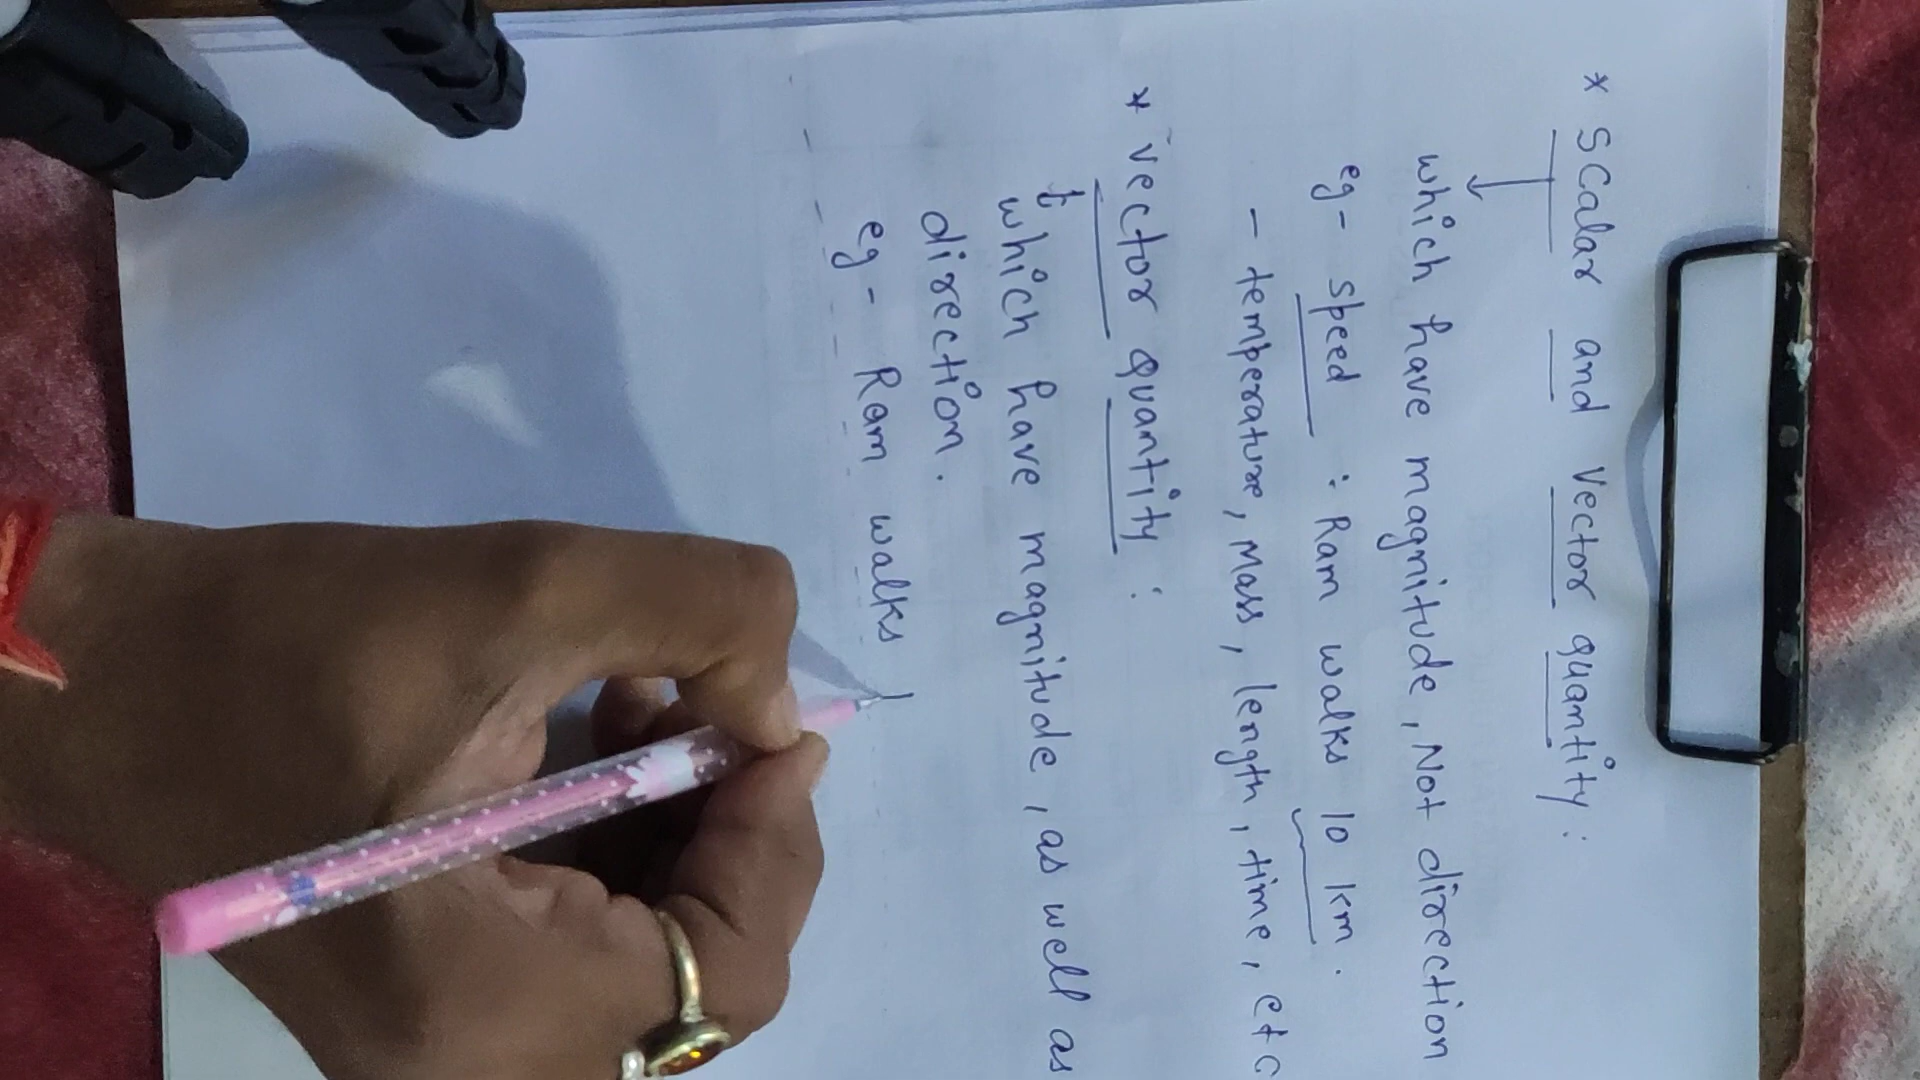 * Scalar and Vector quantity :
which have magnitude, Not direction
eg - speed : Ram walks 10 km.
- temperature, Mass, length, time, etc
* Vector quantity :
which have magnitude, as well as
direction.
eg - Ram walks 1